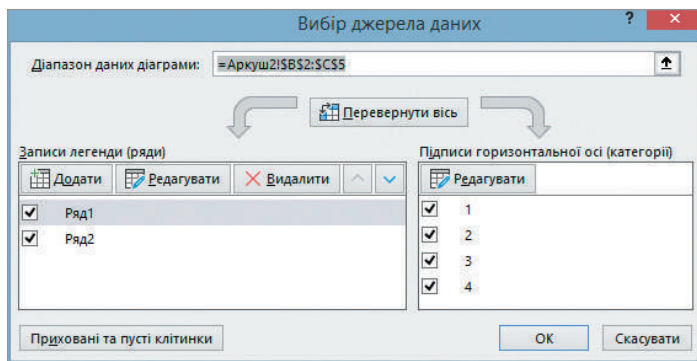 Вибір джерела даних ? ×
Діапазон даних діаграми: =Аркуш2!$B$2:$C$5
Перевернути вісь
Записи легенди (ряди)
Додати Редагувати Видалити
Ряд1
Ряд2
Підписи горизонтальної осі (категорії)
Редагувати
1
2
3
4
Приховані та пусті клітинки
ОК Скасувати